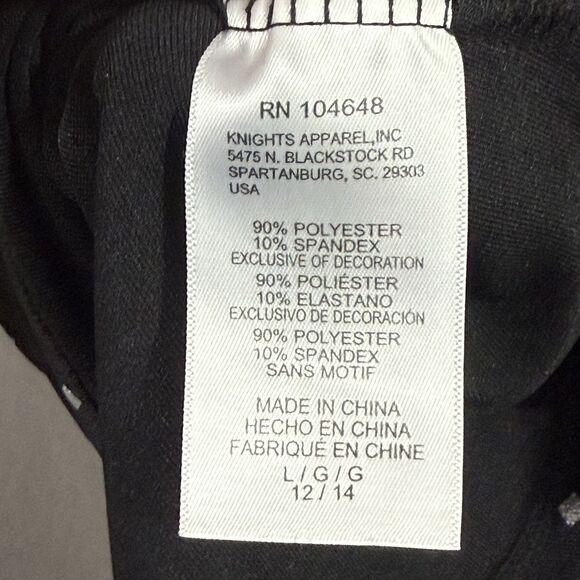 RN 104648
KNIGHTS APPAREL,INC
5475 N. BLACKSTOCK RD
SPARTANBURG, SC. 29303
USA
90% POLYESTER
10% SPANDEX
EXCLUSIVE OF DECORATION
90% POLIÉSTER
10% ELASTANO
EXCLUSIVO DE DECORACIÓN
90% POLYESTER
10% SPANDEX
SANS MOTIF
MADE IN CHINA
HECHO EN CHINA
FABRIQUÉ EN CHINE
L / G / G
12 / 14